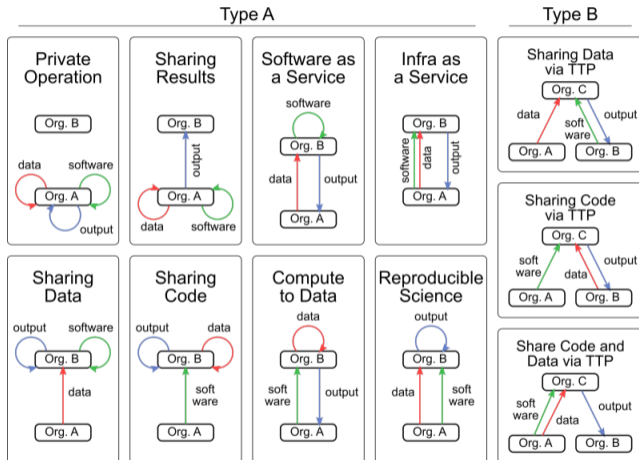 Type A
Type B
Private
Operation
Org. B
data
software
Org. A
output
Sharing
Results
Org. B
output
Org. A
data
software
Software as
a Service
software
Org. B
data
output
Org. A
Infra as
a Service
Org. B
software
data
output
Org. A
Sharing Data
via TTP
Org. C
data
output
soft
ware
Org. A
Org. B
Sharing
Data
output
software
Org. B
data
Org. A
Sharing
Code
output
data
Org. B
soft
ware
Org. A
Compute
to Data
data
Org. B
soft
ware
output
Org. A
Reproducible
Science
output
Org. B
data
soft
ware
Org. A
Sharing Code
via TTP
Org. C
soft
ware
output
data
Org. A
Org. B
Share Code and
Data via TTP
Org. C
soft
ware
data
output
Org. A
Org. B